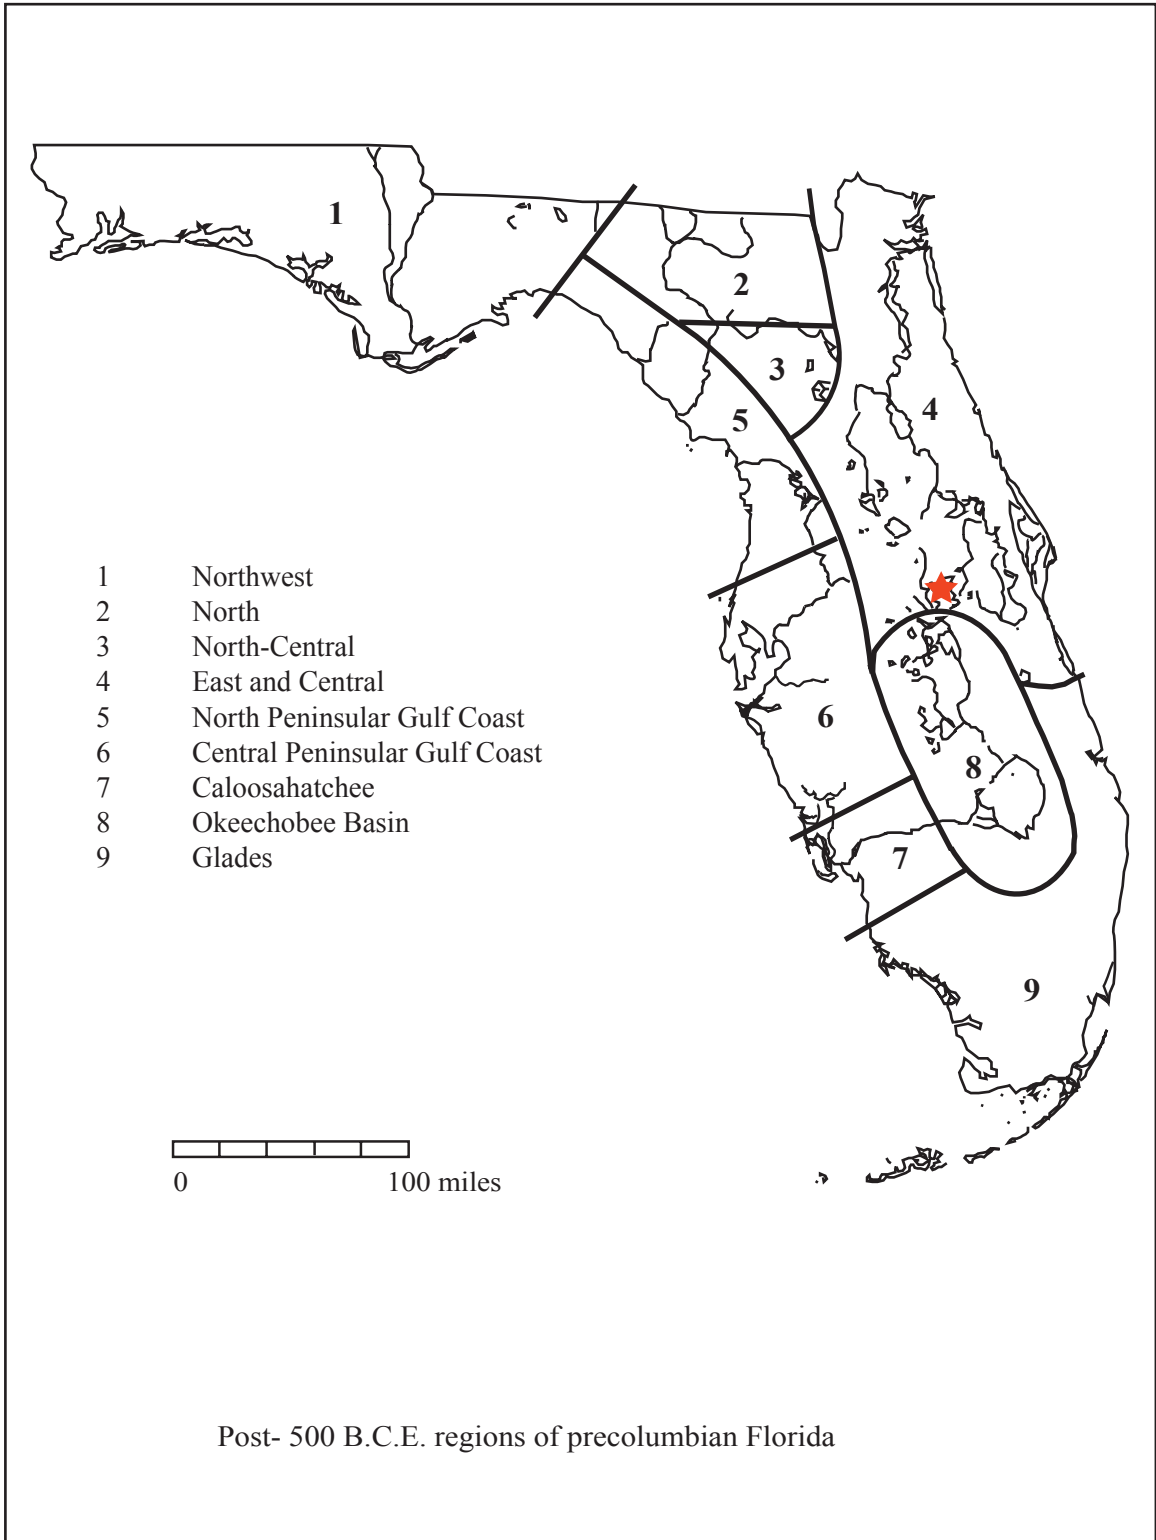 1
2
3
4
5
6
7
8
9
1 Northwest
2 North
3 North-Central
4 East and Central
5 North Peninsular Gulf Coast
6 Central Peninsular Gulf Coast
7 Caloosahatchee
8 Okeechobee Basin
9 Glades
0 100 miles
Post- 500 B.C.E. regions of precolumbian Florida